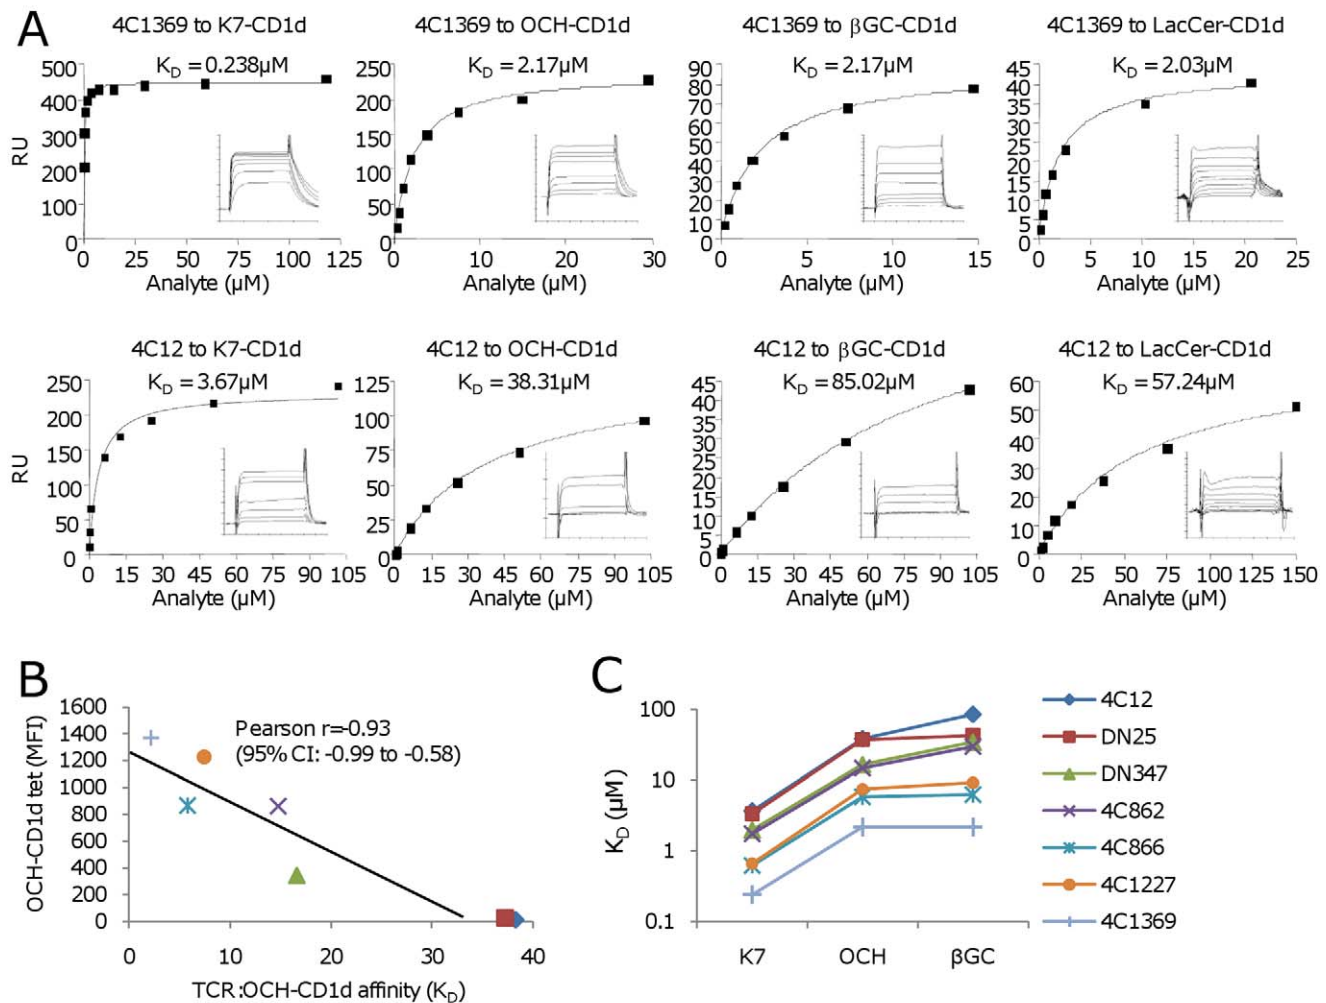 A
4C1369 to K7-CD1d
K_D = 0.238µM
RU
500
400
300
200
100
0
0 25 50 75 100 125
Analyte (µM)
4C1369 to OCH-CD1d
K_D = 2.17µM
250
200
150
100
50
0
0 10 20 30
Analyte (µM)
4C1369 to βGC-CD1d
K_D = 2.17µM
90
80
70
60
50
40
30
20
10
0
0 5 10 15
Analyte (µM)
4C1369 to LacCer-CD1d
K_D = 2.03µM
45
40
35
30
25
20
15
10
5
0
0 5 10 15 20 25
Analyte (µM)
4C12 to K7-CD1d
K_D = 3.67µM
RU
250
200
150
100
50
0
0 15 30 45 60 75 90 105
Analyte (µM)
4C12 to OCH-CD1d
K_D = 38.31µM
125
100
75
50
25
0
0 15 30 45 60 75 90 105
Analyte (µM)
4C12 to βGC-CD1d
K_D = 85.02µM
45
40
35
30
25
20
15
10
5
0
0 15 30 45 60 75 90 105
Analyte (µM)
4C12 to LacCer-CD1d
K_D = 57.24µM
60
50
40
30
20
10
0
0 25 50 75 100 125 150
Analyte (µM)
B
OCH-CD1d tet (MFI)
1600
1400
1200
1000
800
600
400
200
0
Pearson r=-0.93
(95% CI: -0.99 to -0.58)
0 10 20 30 40
TCR:OCH-CD1d affinity (K_D)
C
K_D (µM)
100
10
1
0.1
K7 OCH βGC
4C12
DN25
DN347
4C862
4C866
4C1227
4C1369